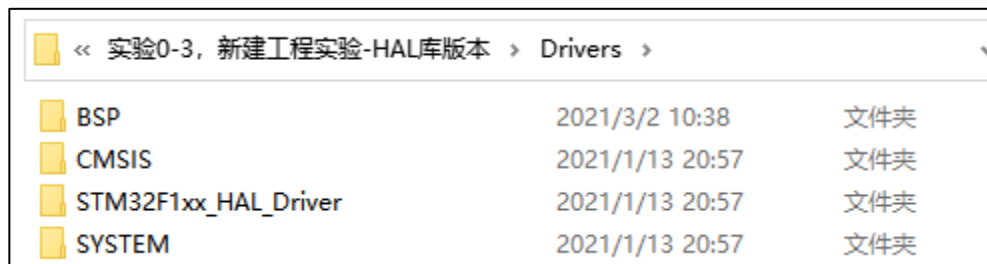 « 实验0-3，新建工程实验-HAL库版本 › Drivers ›
BSP 2021/3/2 10:38 文件夹
CMSIS 2021/1/13 20:57 文件夹
STM32F1xx_HAL_Driver 2021/1/13 20:57 文件夹
SYSTEM 2021/1/13 20:57 文件夹